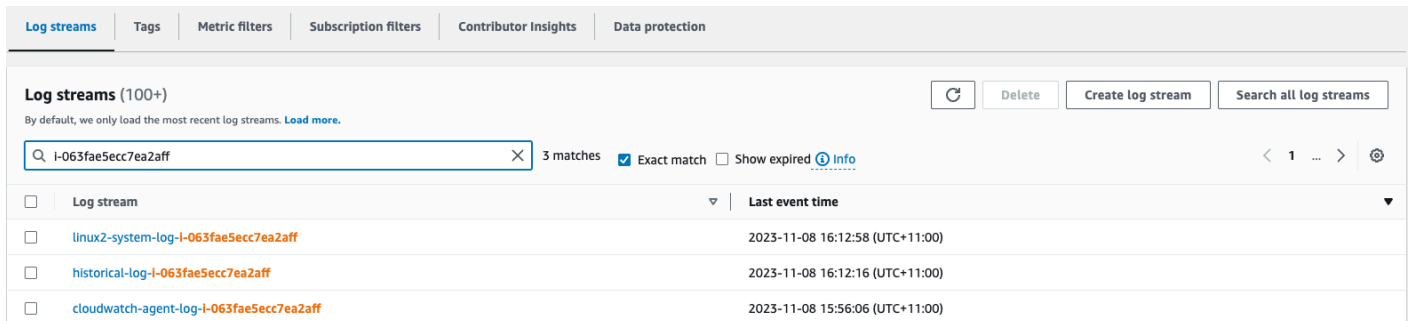 Log streams Tags Metric filters Subscription filters Contributor Insights Data protection
Log streams (100+) Delete Create log stream Search all log streams
By default, we only load the most recent log streams. Load more.
i-063fae5ecc7ea2aff 3 matches Exact match Show expired Info 1 ...
Log stream Last event time
linux2-system-log-i-063fae5ecc7ea2aff 2023-11-08 16:12:58 (UTC+11:00)
historical-log-i-063fae5ecc7ea2aff 2023-11-08 16:12:16 (UTC+11:00)
cloudwatch-agent-log-i-063fae5ecc7ea2aff 2023-11-08 15:56:06 (UTC+11:00)